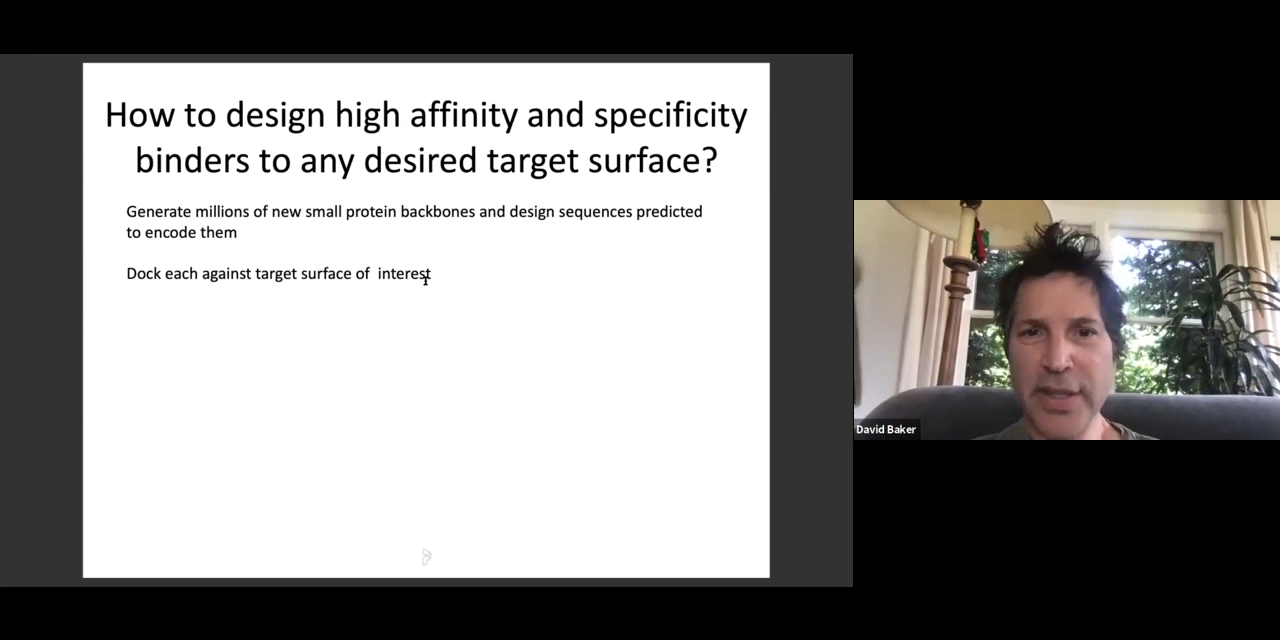 How to design high affinity and specificity
binders to any desired target surface?
Generate millions of new small protein backbones and design sequences predicted
to encode them
Dock each against target surface of  interest
David Baker